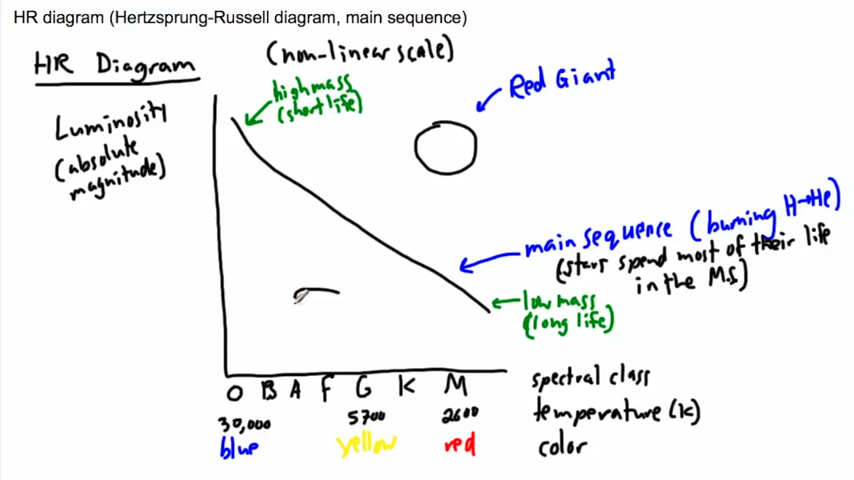 HR diagram (Hertzsprung-Russell diagram, main sequence)
HR Diagram
(non-linear scale)
Luminosity
(absolute
magnitude)
high mass
(short life)
Red Giant
main sequence (burning H→He)
(stars spend most of their life
in the M.S.)
low mass
(long life)
O B A F G K M
spectral class
30,000 5700 2600
temperature (K)
blue yellow red
color